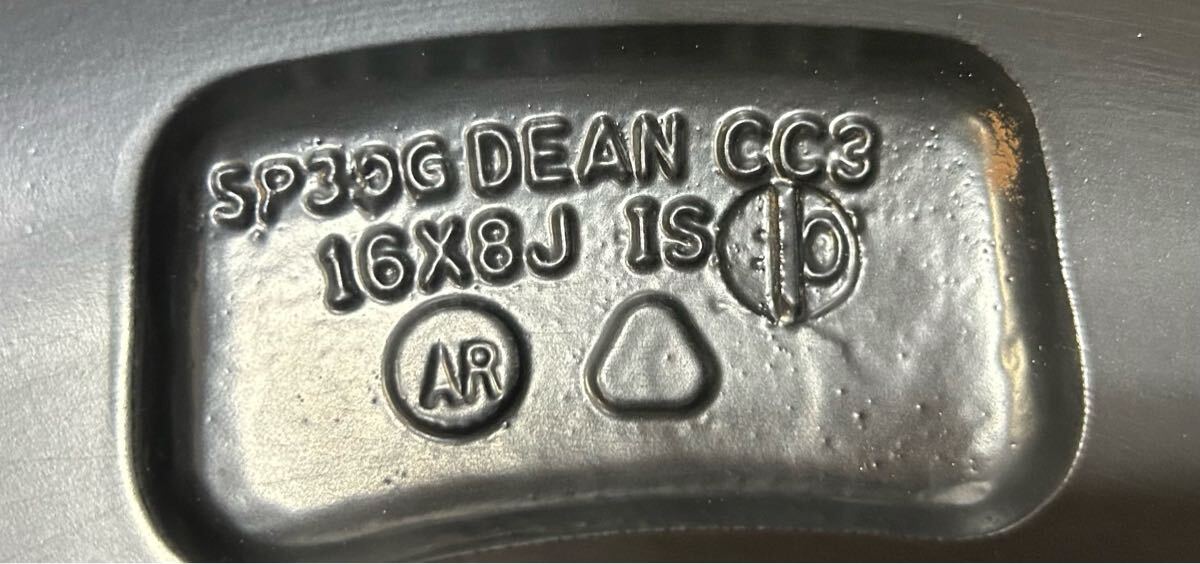 DEAN CC3
16X8J IS
AR